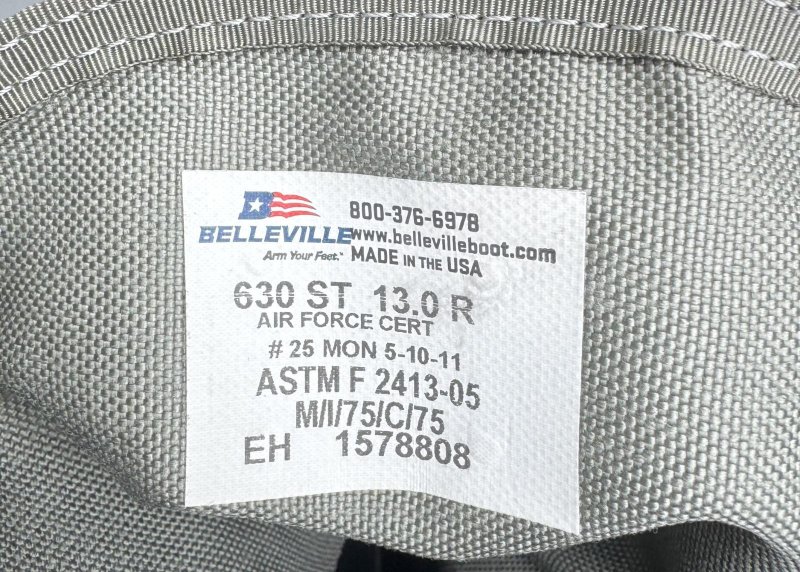 B
BELLEVILLE
Arm Your Feet.™
800-376-6978
www.bellevilleboot.com
MADE IN THE USA
630 ST 13.0 R
AIR FORCE CERT
# 25 MON 5-10-11
ASTM F 2413-05
M/I/75/C/75
EH 1578808